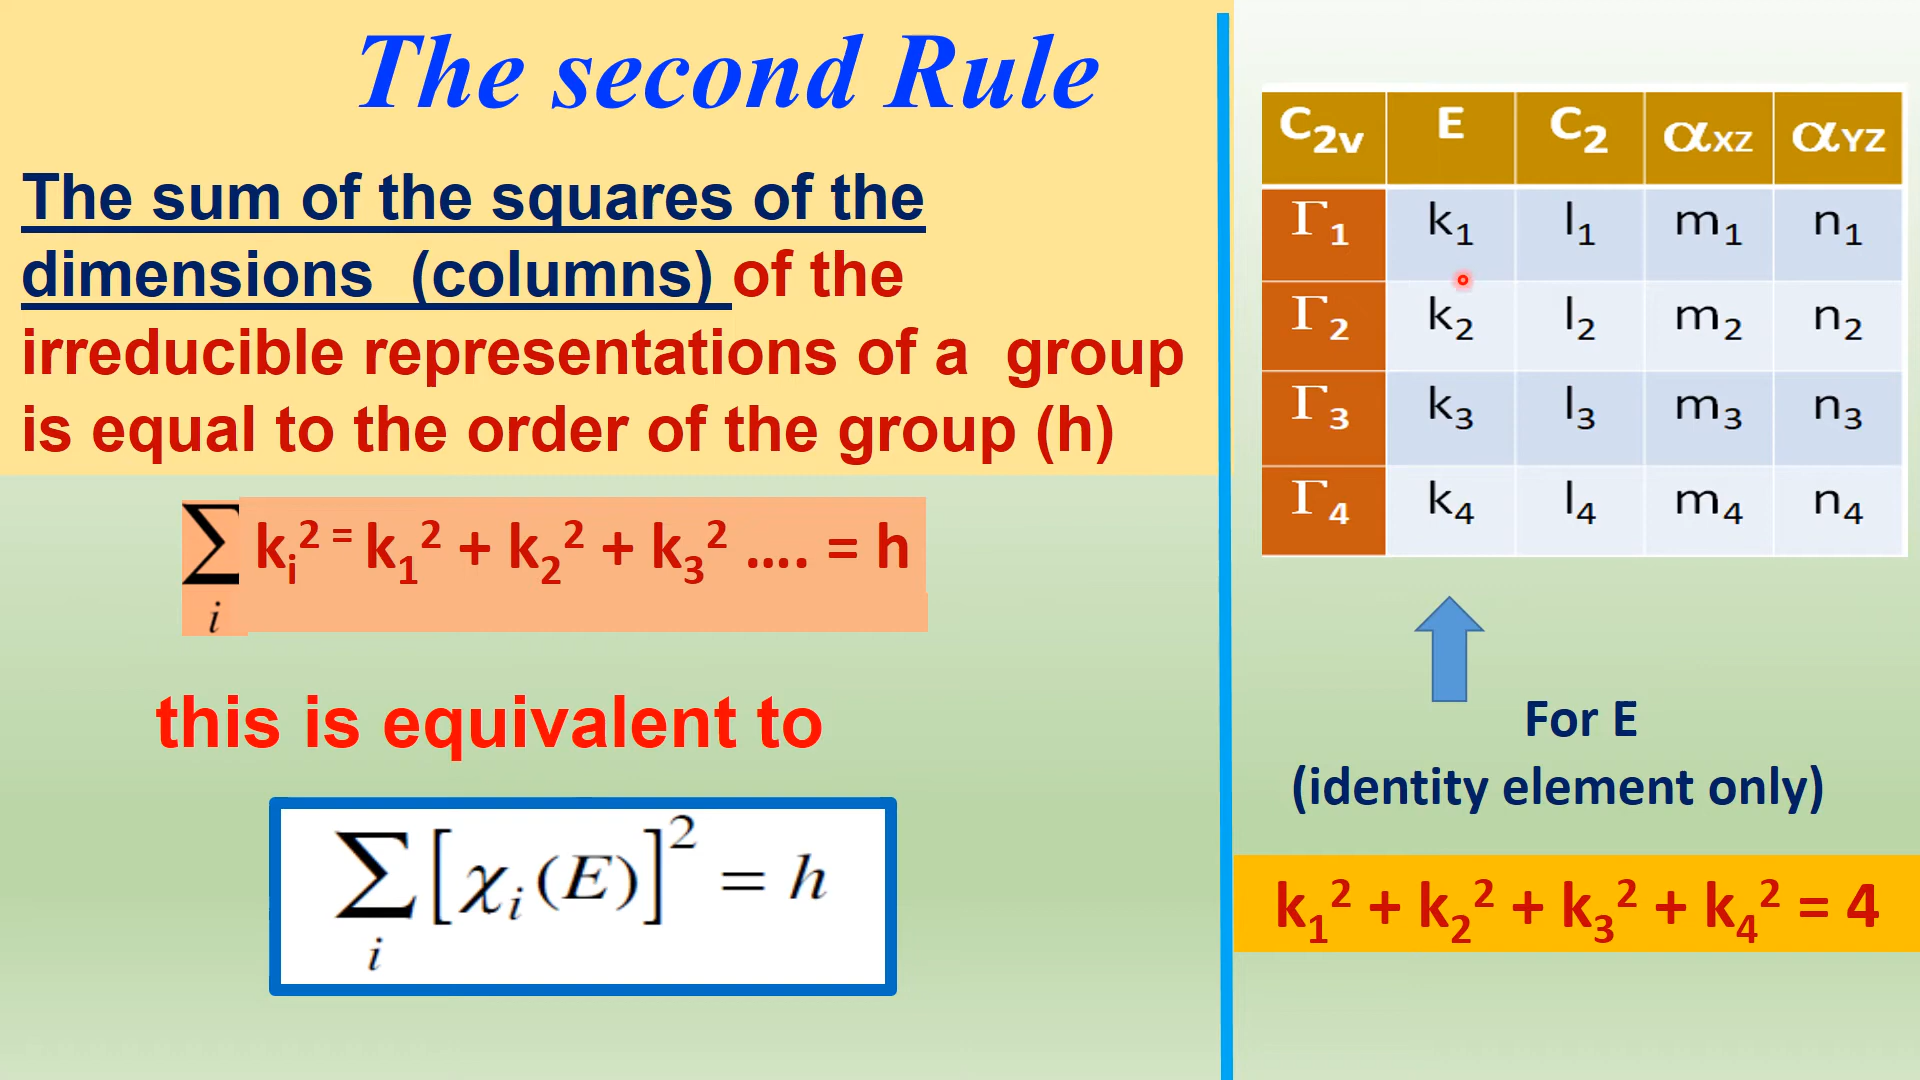 The second Rule
The sum of the squares of the
dimensions (columns) of the
irreducible representations of a group
is equal to the order of the group (h)
∑ᵢ kᵢ² = k₁² + k₂² + k₃² .... = h
this is equivalent to
∑ᵢ [χᵢ(E)]² = h
C₂ᵥ E C₂ αXZ αYZ
Γ₁ k₁ l₁ m₁ n₁
Γ₂ k₂ l₂ m₂ n₂
Γ₃ k₃ l₃ m₃ n₃
Γ₄ k₄ l₄ m₄ n₄
For E
(identity element only)
k₁² + k₂² + k₃² + k₄² = 4